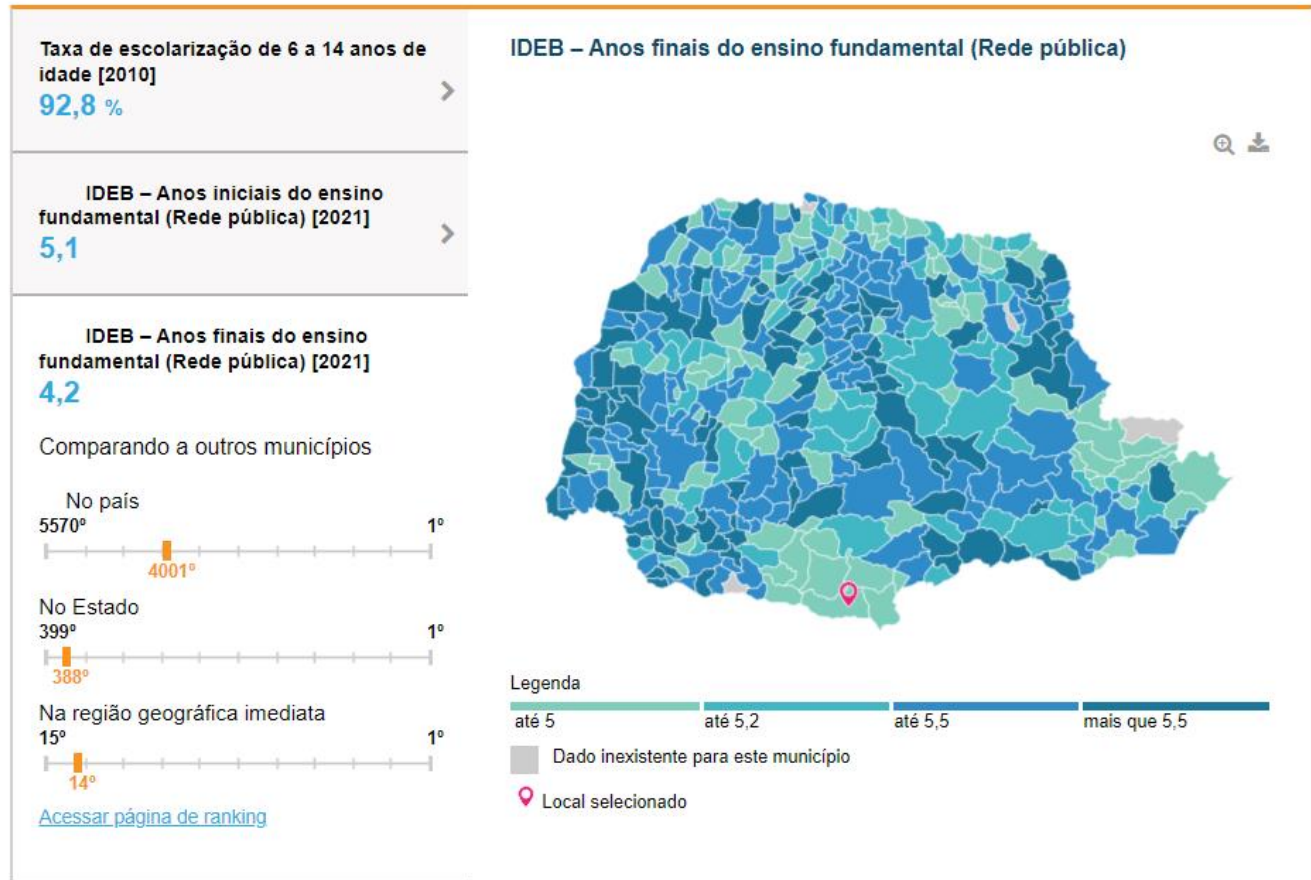 Taxa de escolarização de 6 a 14 anos de
idade [2010]
92,8 %
IDEB – Anos iniciais do ensino
fundamental (Rede pública) [2021]
5,1
IDEB – Anos finais do ensino
fundamental (Rede pública) [2021]
4,2
Comparando a outros municípios
No país
5570º 1º
4001º
No Estado
399º 1º
388º
Na região geográfica imediata
15º 1º
14º
Acessar página de ranking
IDEB – Anos finais do ensino fundamental (Rede pública)
Legenda
até 5 até 5,2 até 5,5 mais que 5,5
Dado inexistente para este município
Local selecionado